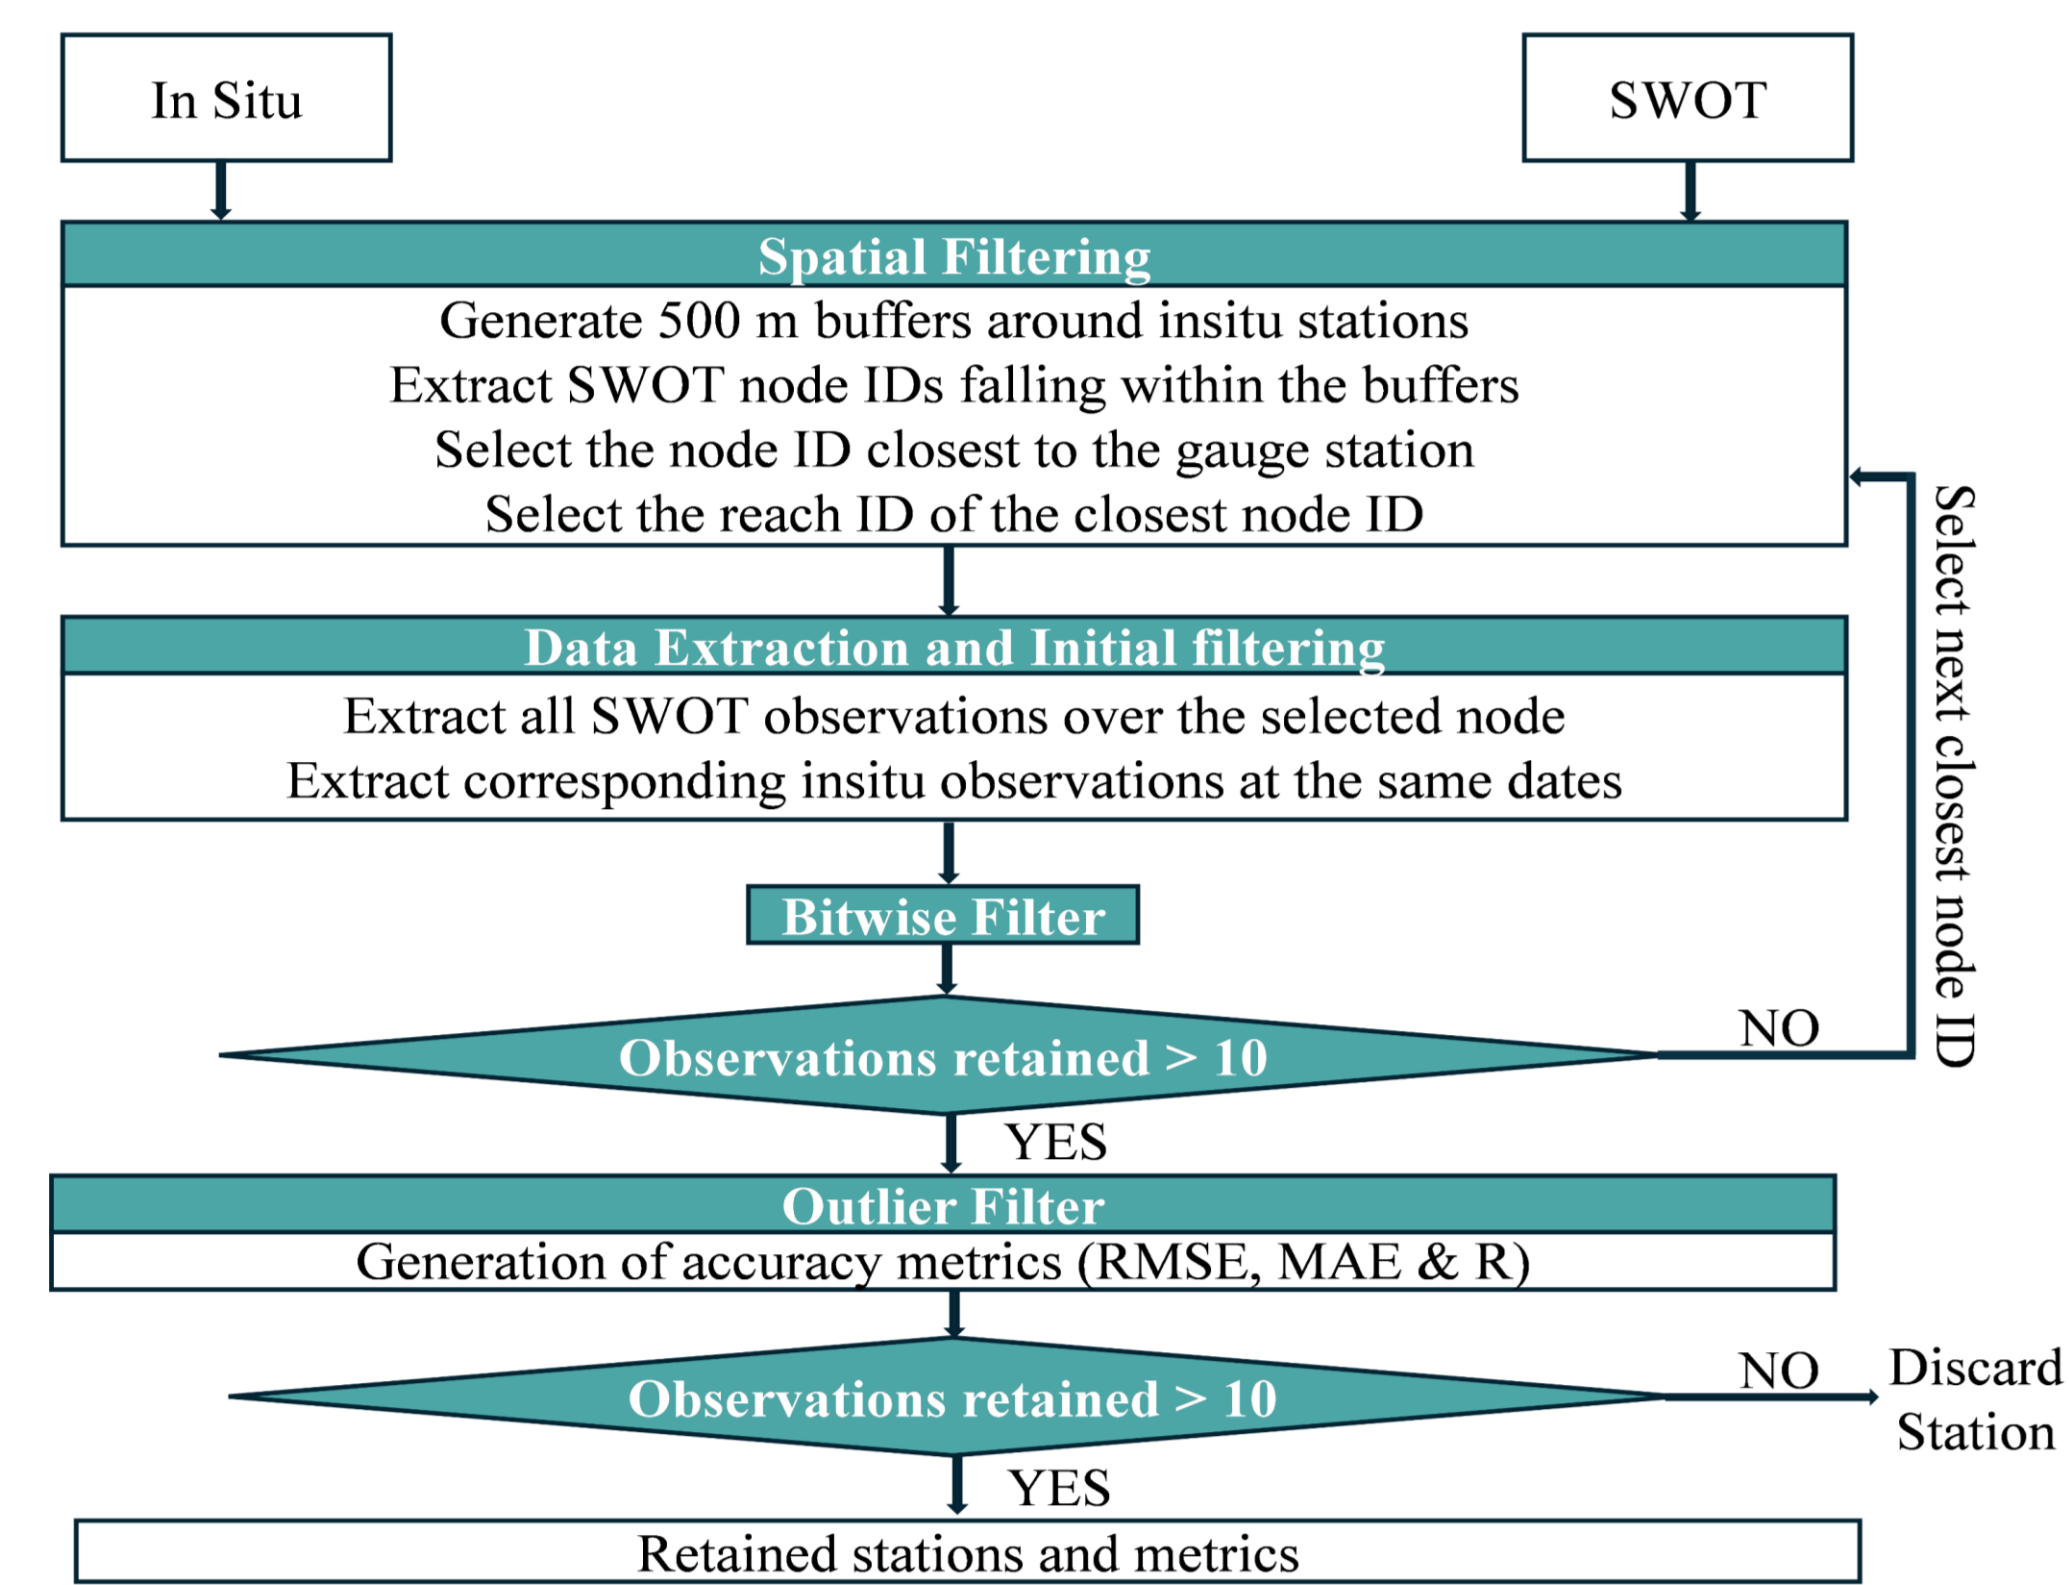 In Situ
SWOT
Spatial Filtering
Generate 500 m buffers around insitu stations
Extract SWOT node IDs falling within the buffers
Select the node ID closest to the gauge station
Select the reach ID of the closest node ID
Select next closest node ID
Data Extraction and Initial filtering
Extract all SWOT observations over the selected node
Extract corresponding insitu observations at the same dates
Bitwise Filter
Observations retained > 10
NO
YES
Outlier Filter
Generation of accuracy metrics (RMSE, MAE & R)
Observations retained > 10
NO
Discard
Station
YES
Retained stations and metrics